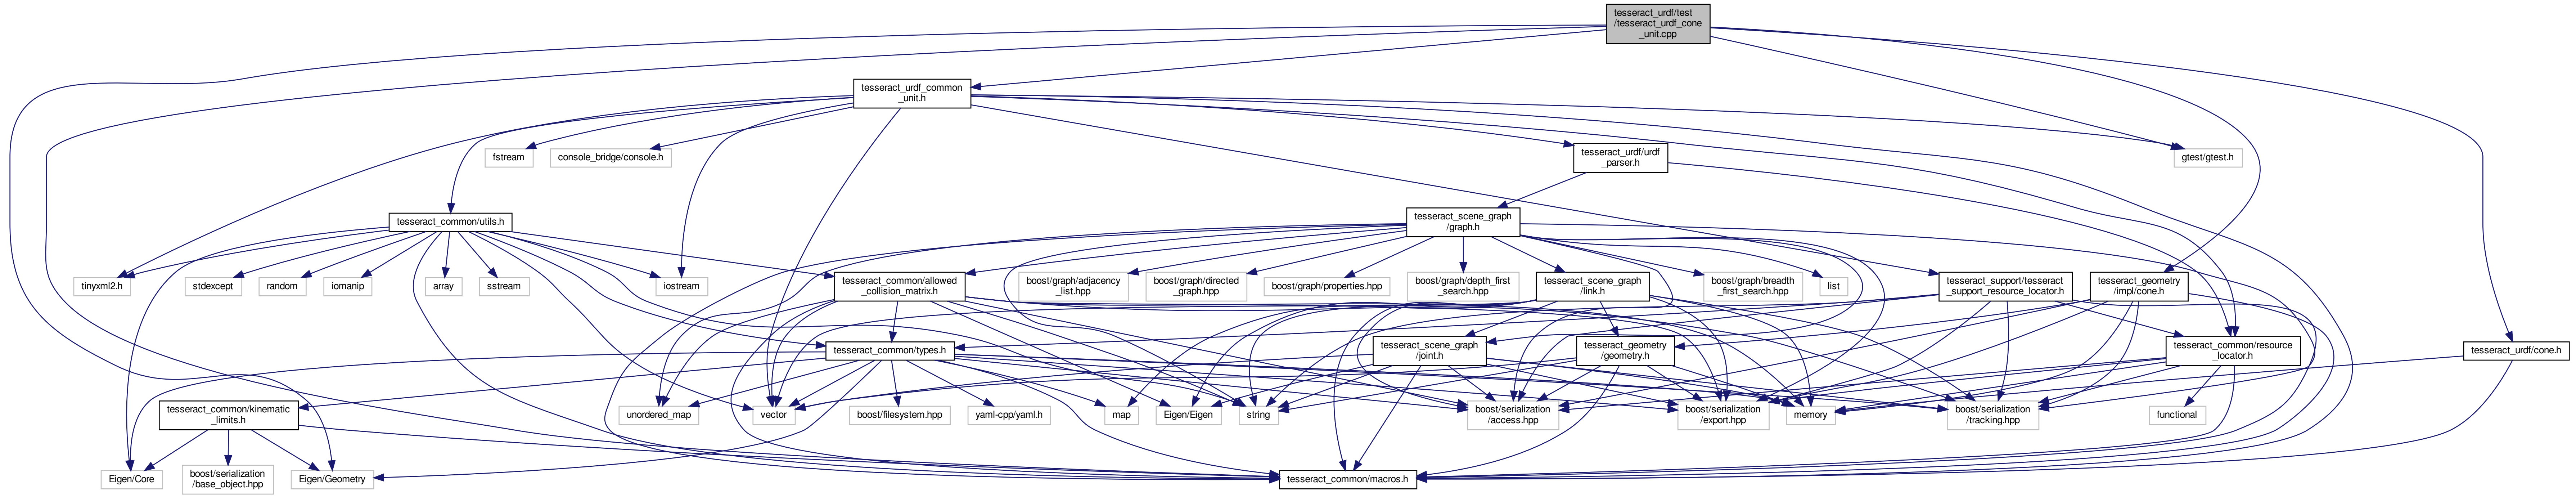 tesseract_urdf/test
/tesseract_urdf_cone
_unit.cpp
tesseract_urdf_common
_unit.h
fstream
console_bridge/console.h
tesseract_urdf/urdf
_parser.h
gtest/gtest.h
tesseract_common/utils.h
tesseract_scene_graph
/graph.h
tinyxml2.h
stdexcept
random
iomanip
array
sstream
iostream
tesseract_common/allowed
_collision_matrix.h
boost/graph/adjacency
_list.hpp
boost/graph/directed
_graph.hpp
boost/graph/properties.hpp
boost/graph/depth_first
_search.hpp
tesseract_scene_graph
/link.h
boost/graph/breadth
_first_search.hpp
list
tesseract_support/tesseract
_support_resource_locator.h
tesseract_geometry
/impl/cone.h
tesseract_common/types.h
tesseract_scene_graph
/joint.h
tesseract_geometry
/geometry.h
tesseract_common/resource
_locator.h
tesseract_urdf/cone.h
tesseract_common/kinematic
_limits.h
unordered_map
vector
boost/filesystem.hpp
yaml-cpp/yaml.h
map
Eigen/Eigen
string
boost/serialization
/access.hpp
boost/serialization
/export.hpp
memory
boost/serialization
/tracking.hpp
functional
Eigen/Core
boost/serialization
/base_object.hpp
Eigen/Geometry
tesseract_common/macros.h